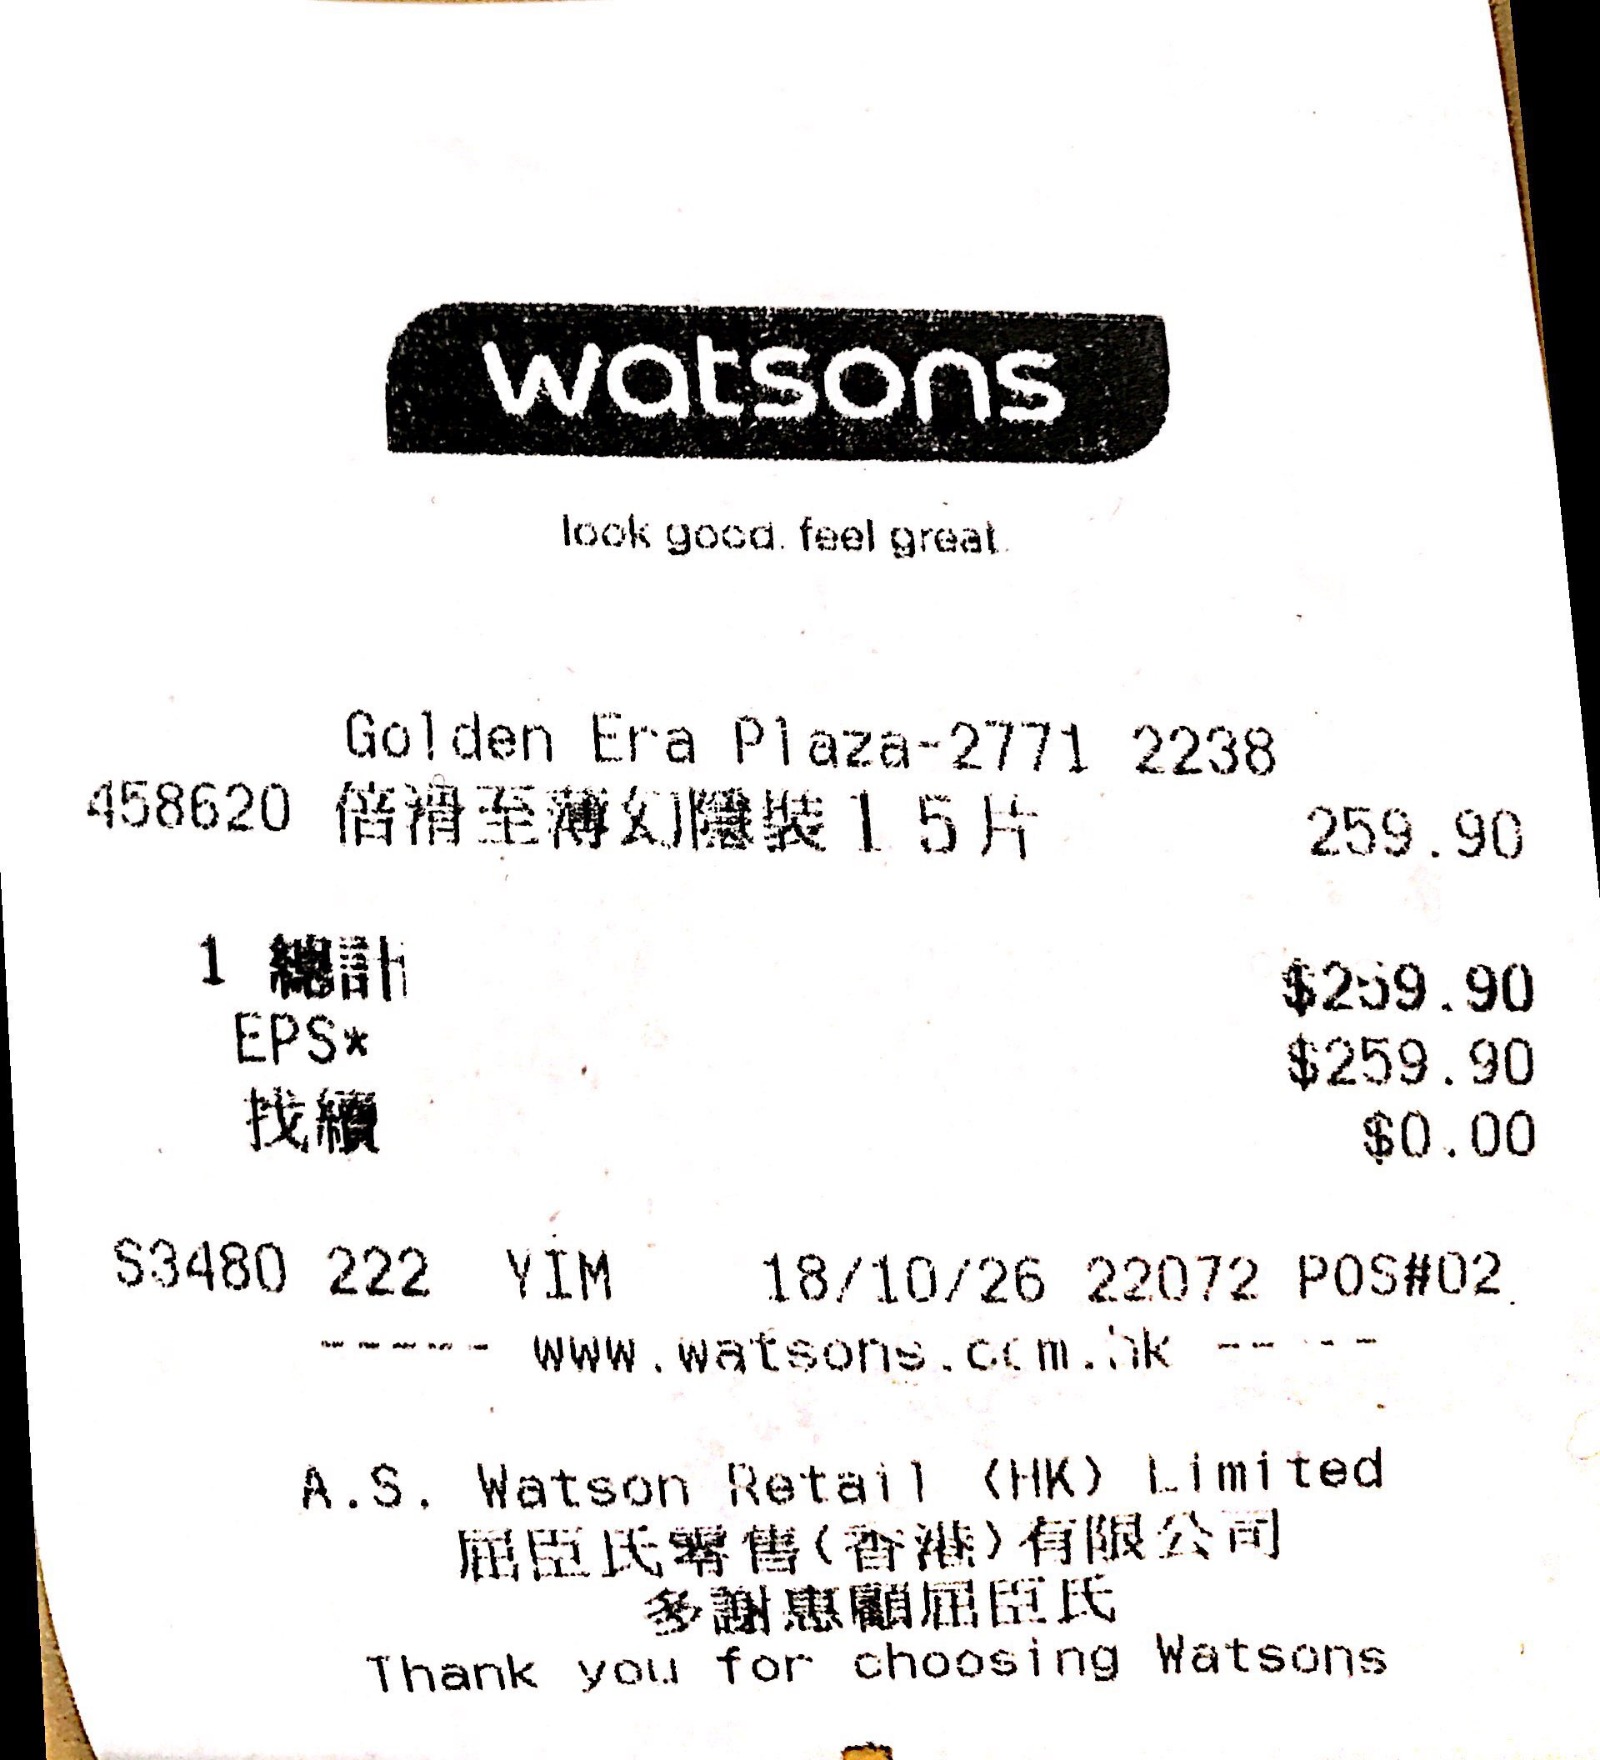 watsons
look good. feel great.
Golden Era Plaza-2771 2238
458620 倍滑至薄幻隱裝15片 259.90
1 總計 $259.90
EPS* $259.90
找續 $0.00
S3480 222 YIM 18/10/26 22072 POS#02
----- www.watsons.com.hk -----
A.S. Watson Retail (HK) Limited
屈臣氏零售(香港)有限公司
多謝惠顧屈臣氏
Thank you for choosing Watsons